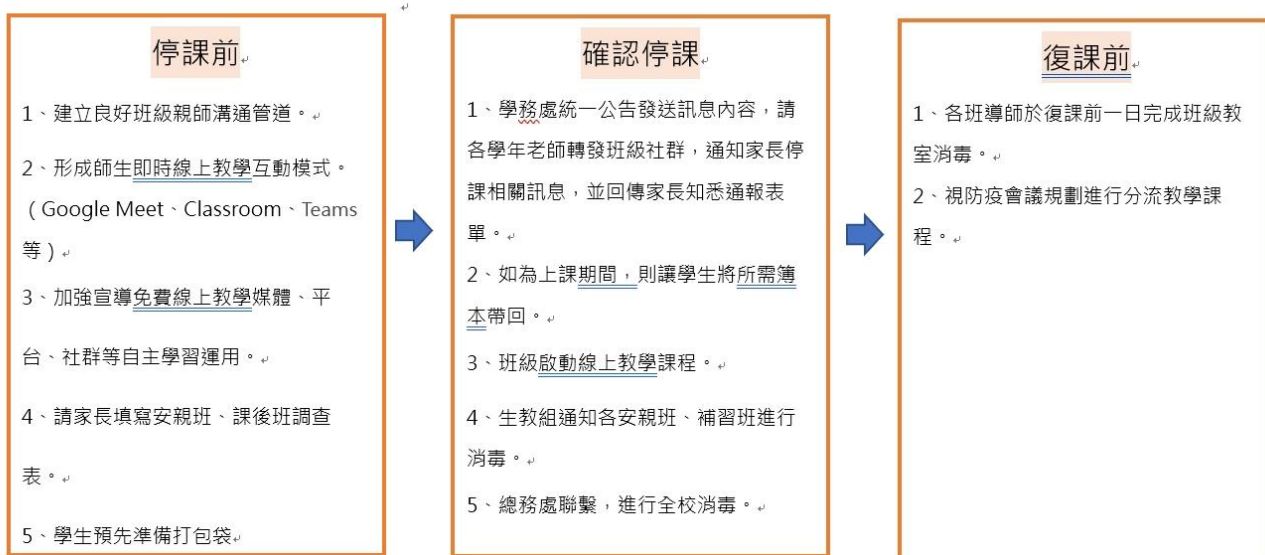 停課前
1、建立良好班級親師溝通管道。
2、形成師生即時線上教學互動模式。
（Google Meet、Classroom、Teams
等）
3、加強宣導免費線上教學媒體、平
台、社群等自主學習運用。
4、請家長填寫安親班、課後班調查
表。
5、學生預先準備打包袋
確認停課
1、學務處統一公告發送訊息內容，請
各學年老師轉發班級社群，通知家長停
課相關訊息，並回傳家長知悉通報表
單。
2、如為上課期間，則讓學生將所需簿
本帶回。
3、班級啟動線上教學課程。
4、生教組通知各安親班、補習班進行
消毒。
5、總務處聯繫，進行全校消毒。
復課前
1、各班導師於復課前一日完成班級教
室消毒。
2、視防疫會議規劃進行分流教學課
程。